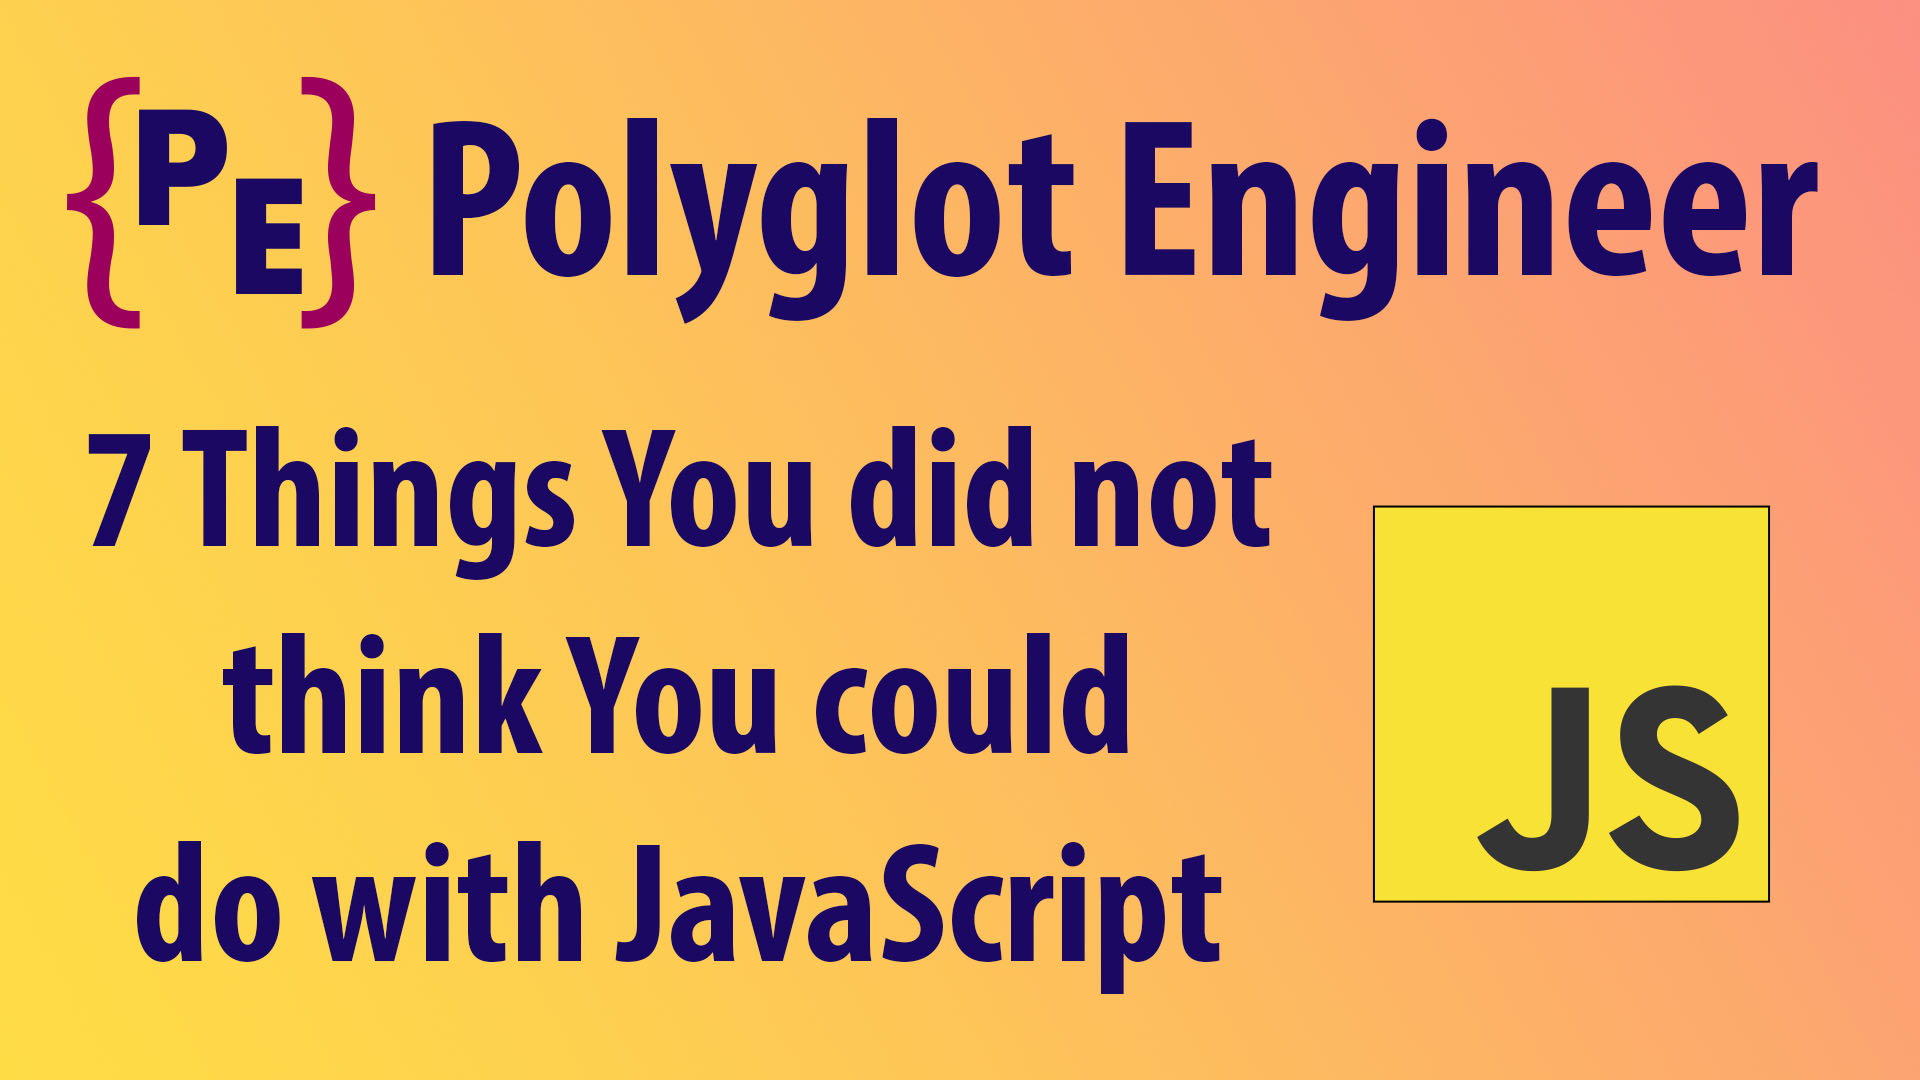 {PE} Polyglot Engineer
7 Things You did not
think You could
do with JavaScript
JS